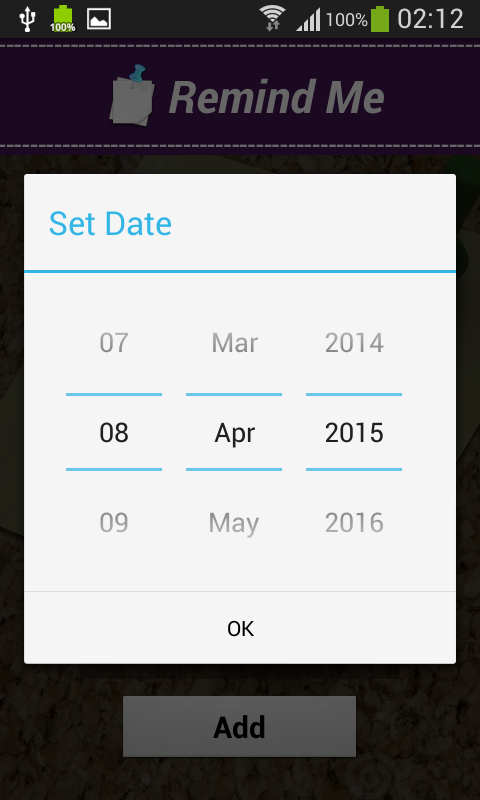 100% 100% 02:12
Remind Me
Set Date
07 Mar 2014
08 Apr 2015
09 May 2016
OK
Add